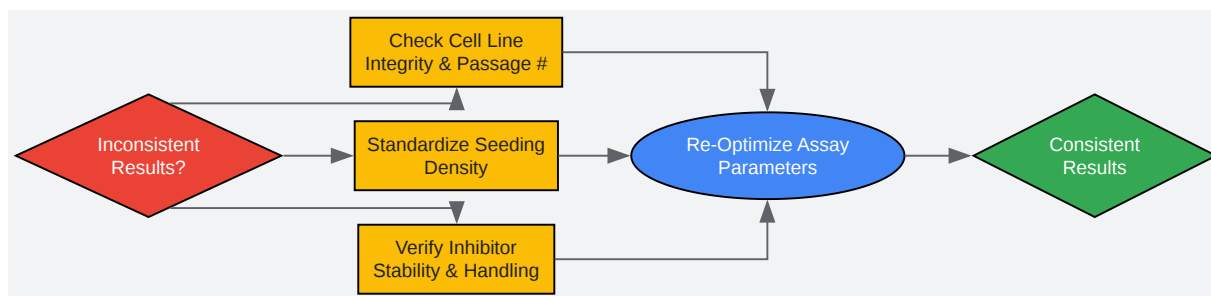 Inconsistent
Results?
Check Cell Line
Integrity & Passage #
Standardize Seeding
Density
Verify Inhibitor
Stability & Handling
Re-Optimize Assay
Parameters
Consistent
Results